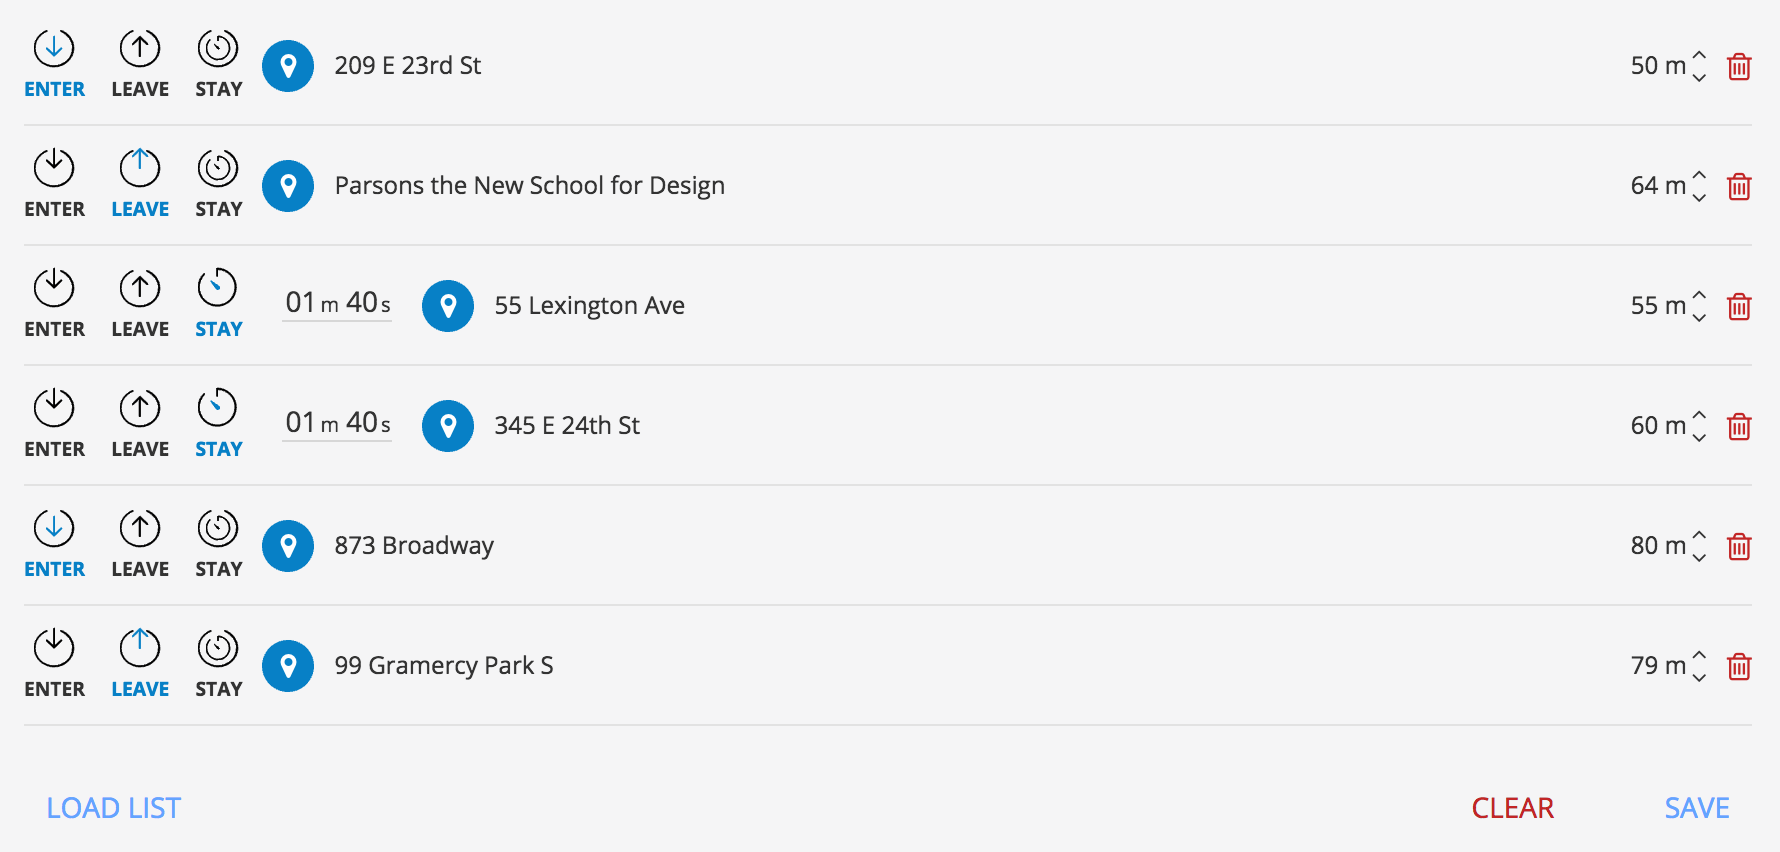 209 E 23rd St 50 m
ENTER LEAVE STAY
Parsons the New School for Design 64 m
ENTER LEAVE STAY
01 m 40 s 55 Lexington Ave 55 m
ENTER LEAVE STAY
01 m 40 s 345 E 24th St 60 m
ENTER LEAVE STAY
873 Broadway 80 m
ENTER LEAVE STAY
99 Gramercy Park S 79 m
ENTER LEAVE STAY
LOAD LIST CLEAR SAVE